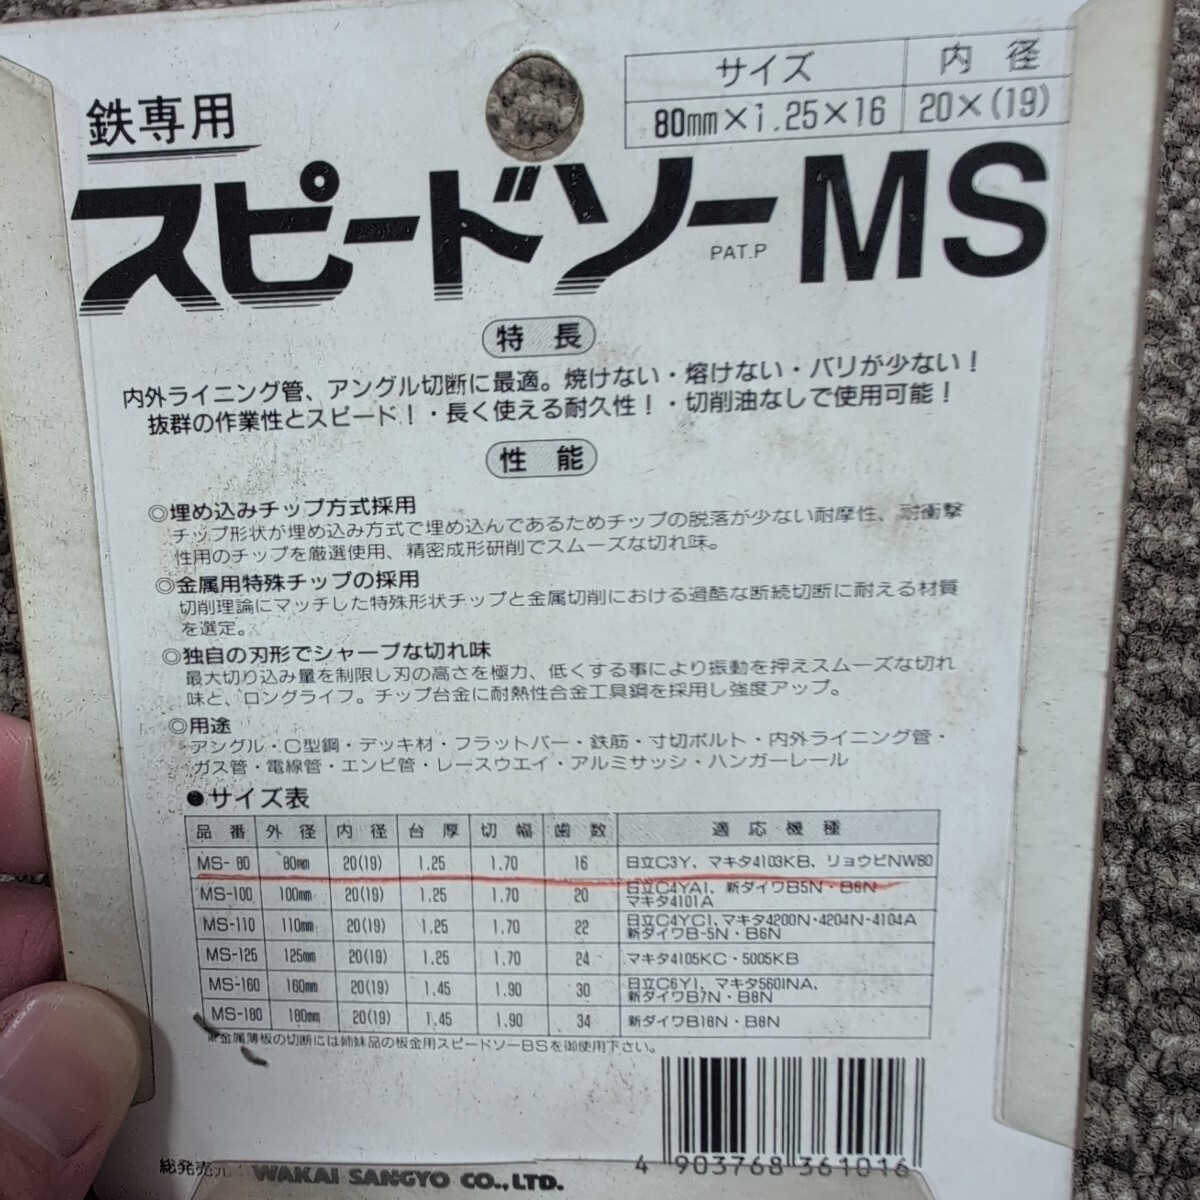 サイズ 内径
80mm×1.25×16 20×(19)
鉄専用
スピードソーMS
PAT.P
特長
内外ライニング管、アングル切断に最適。焼けない・熔けない・バリが少ない！
抜群の作業性とスピード！・長く使える耐久性！・切削油なしで使用可能！
性能
◎埋め込みチップ方式採用
チップ形状が埋め込み方式で埋め込んであるためチップの脱落が少ない耐摩性、耐衝撃
性用のチップを厳選使用、精密成形研削でスムーズな切れ味。
◎金属用特殊チップの採用
切削理論にマッチした特殊形状チップと金属切削における過酷な断続切断に耐える材質
を選定。
◎独自の刃形でシャープな切れ味
最大切り込み量を制限し刃の高さを極力、低くする事により振動を押えスムーズな切れ
味と、ロングライフ。チップ台金に耐熱性合金工具鋼を採用し強度アップ。
◎用途
アングル・C型鋼・デッキ材・フラットバー・鉄筋・寸切ボルト・内外ライニング管・
ガス管・電線管・エンビ管・レースウエイ・アルミサッシ・ハンガーレール
●サイズ表
品番 外径 内径 台厚 切幅 歯数 適応機種
MS-80 80mm 20(19) 1.25 1.70 16 日立C3Y、マキタ4103KB、リョウビNW80
MS-100 100mm 20(19) 1.25 1.70 20 日立C4YA1、新ダイワB5N・B6N
マキタ4101A
MS-110 110mm 20(19) 1.25 1.70 22 日立C4YC1、マキタ4200N・4204N・4104A
新ダイワB-5N・B6N
MS-125 125mm 20(19) 1.25 1.70 24 マキタ4105KC・5005KB
MS-160 160mm 20(19) 1.45 1.90 30 日立C6Y1、マキタ5601NA、
新ダイワB7N・B8N
MS-180 180mm 20(19) 1.45 1.90 34 新ダイワB18N・B8N
※金属薄板の切断には姉妹品の板金用スピードソーBSを御使用下さい。
4 903768 361016
総発売元 WAKAI SANGYO CO.,LTD.